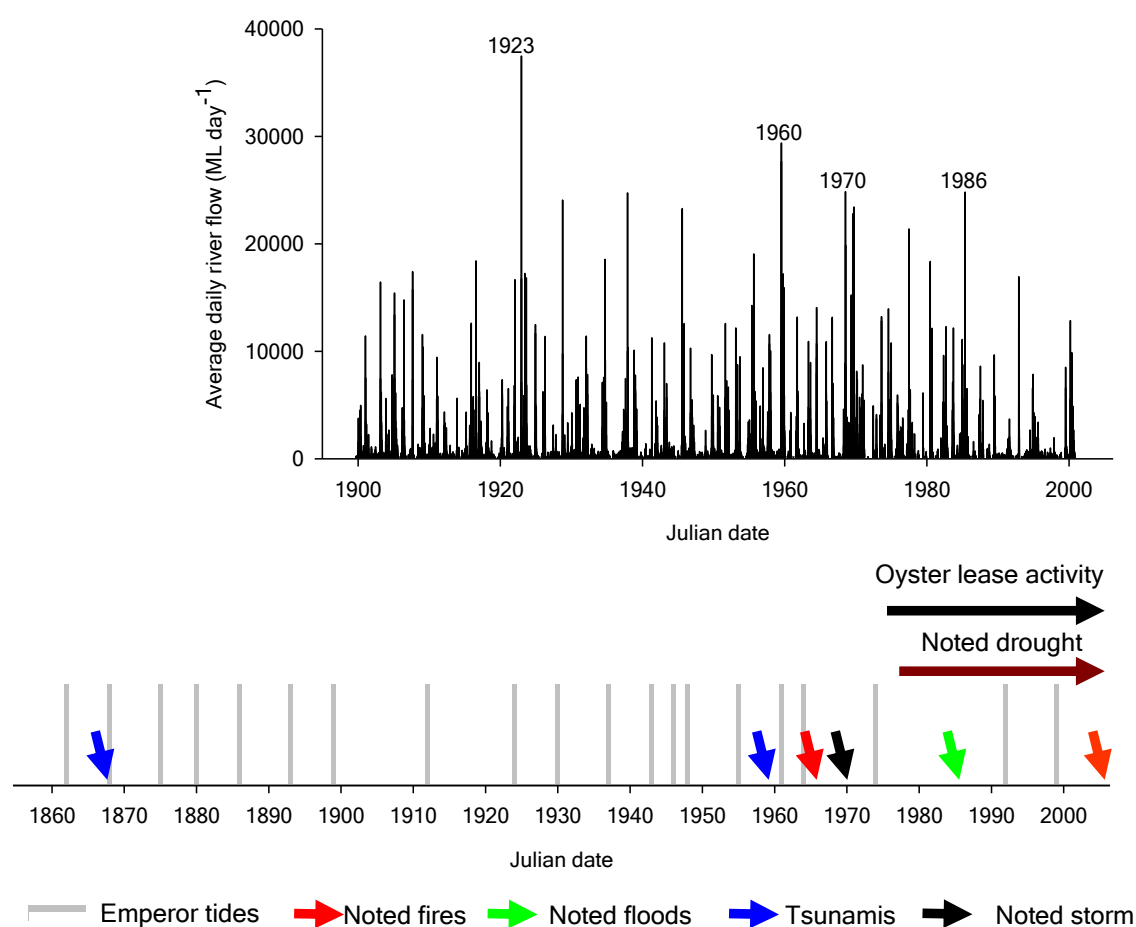 40000
1923
Average daily river flow (ML day-1)
30000
1960
1970
1986
20000
10000
0
1900 1920 1940 1960 1980 2000
Julian date
Oyster lease activity
Noted drought
1860 1870 1880 1890 1900 1910 1920 1930 1940 1950 1960 1970 1980 1990 2000
Julian date
Emperor tides Noted fires Noted floods Tsunamis Noted storm